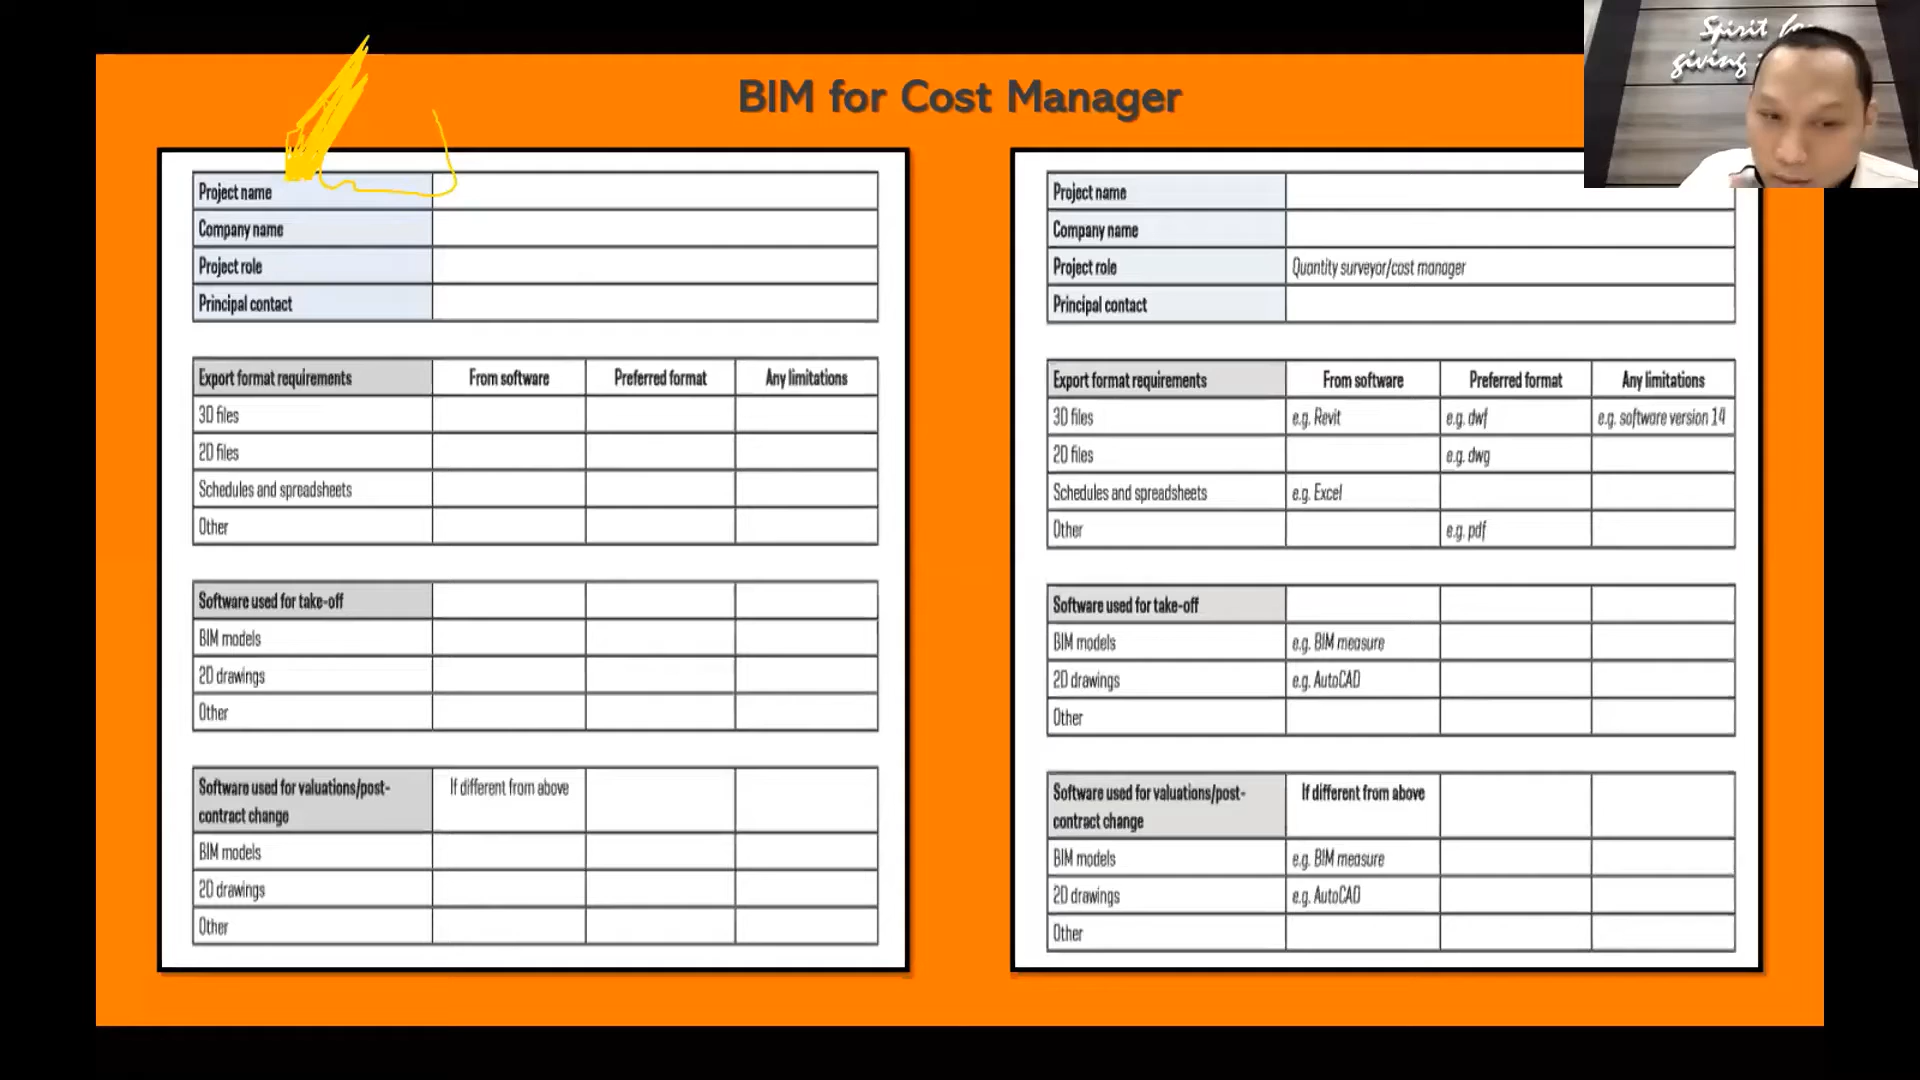 Spirit
giving
BIM for Cost Manager
Project name
Company name
Project role
Principal contact
Export format requirements From software Preferred format Any limitations
3D files
2D files
Schedules and spreadsheets
Other
Software used for take-off
BIM models
2D drawings
Other
Software used for valuations/post- If different from above
contract change
BIM models
2D drawings
Other
Project name
Company name
Project role Quantity surveyor/cost manager
Principal contact
Export format requirements From software Preferred format Any limitations
3D files e.g. Revit e.g. dwf e.g. software version 14
2D files e.g. dwg
Schedules and spreadsheets e.g. Excel
Other e.g. pdf
Software used for take-off
BIM models e.g. BIM measure
2D drawings e.g. AutoCAD
Other
Software used for valuations/post- If different from above
contract change
BIM models e.g. BIM measure
2D drawings e.g. AutoCAD
Other